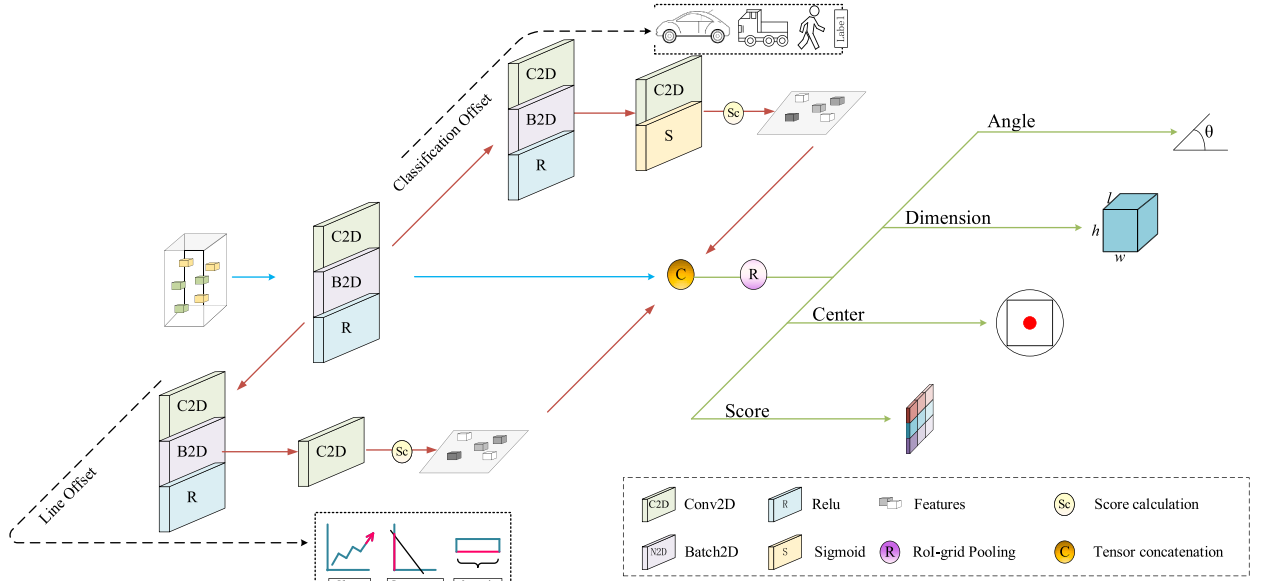 Label
C2D
B2D
R
C2D
S
Sc
Classification Offset
Angle
θ
Dimension
l
h
w
C2D
B2D
R
C
R
Center
Score
C2D
B2D
R
C2D
Sc
Line Offset
C2D Conv2D
R Relu
Features
Sc Score calculation
N2D Batch2D
S Sigmoid
R RoI-grid Pooling
C Tensor concatenation